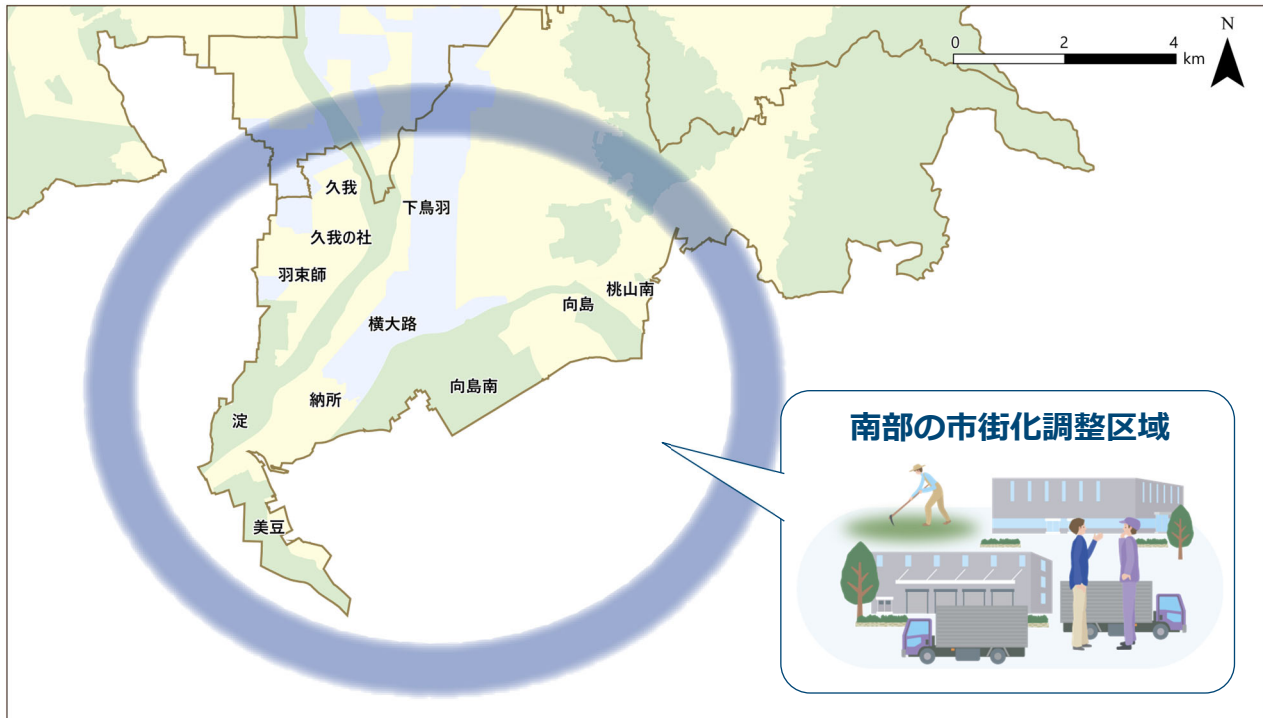 N
0 2 4
km
久我
下鳥羽
久我の杜
羽束師
桃山南
向島
横大路
向島南
納所
淀
南部の市街化調整区域
美豆